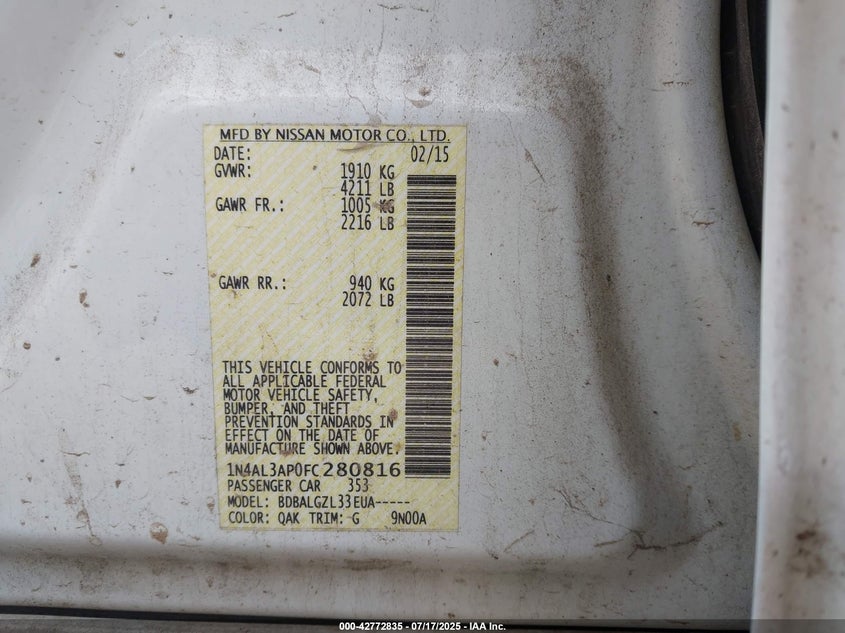 MFD BY NISSAN MOTOR CO., LTD.
DATE: 02/15
GVWR: 1910 KG
4211 LB
GAWR FR.: 1005 KG
2216 LB
GAWR RR.: 940 KG
2072 LB
THIS VEHICLE CONFORMS TO
ALL APPLICABLE FEDERAL
MOTOR VEHICLE SAFETY,
BUMPER, AND THEFT
PREVENTION STANDARDS IN
EFFECT ON THE DATE OF
MANUFACTURE SHOWN ABOVE.
1N4AL3AP0FC280816
PASSENGER CAR 353
MODEL: BDBALGZL33EUA-----
COLOR: QAK TRIM: G 9N00A
000-42772835 - 07/17/2025 - IAA Inc.